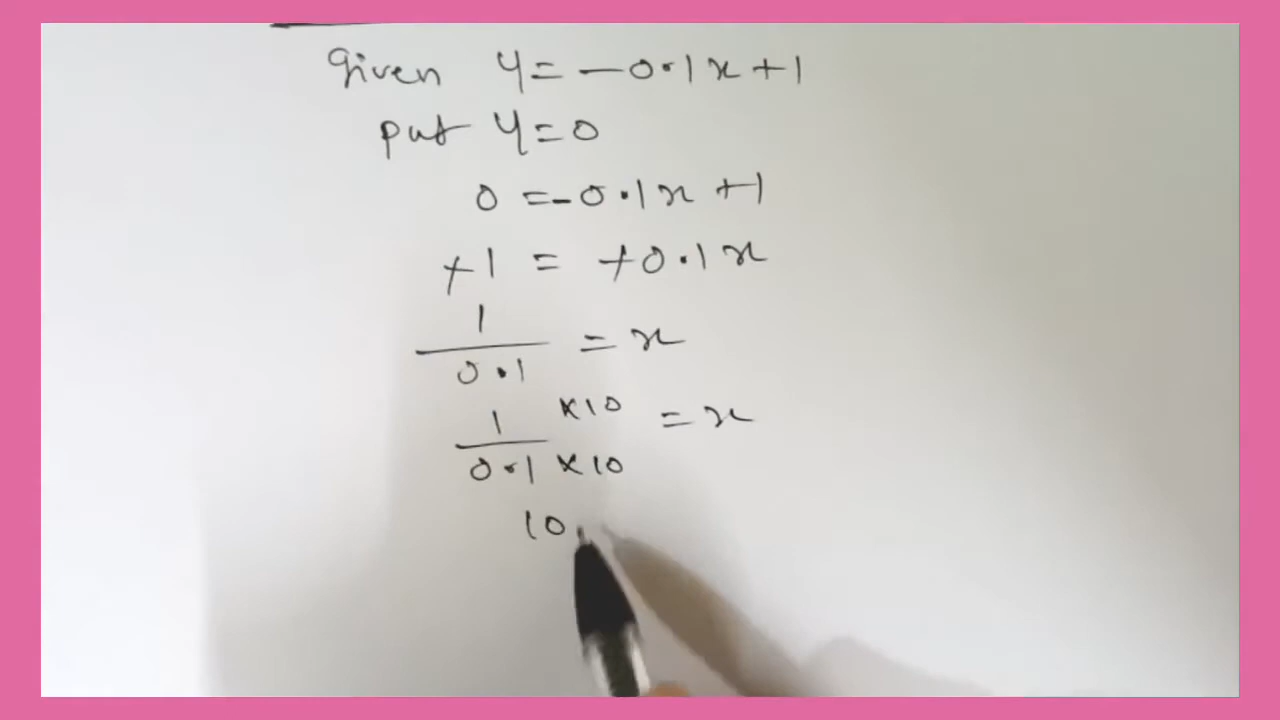 Given y = -0.1x + 1
put y = 0
0 = -0.1x + 1
+1 = +0.1x
1/0.1 = x
1 × 10 / 0.1 × 10 = x
10